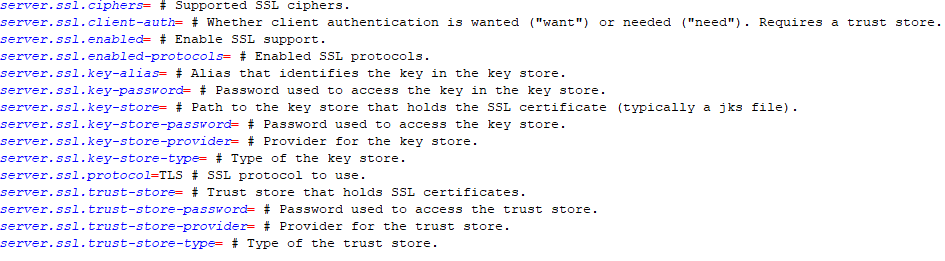 server.ssl.ciphers= # Supported SSL ciphers.
server.ssl.client-auth= # Whether client authentication is wanted ("want") or needed ("need"). Requires a trust store.
server.ssl.enabled= # Enable SSL support.
server.ssl.enabled-protocols= # Enabled SSL protocols.
server.ssl.key-alias= # Alias that identifies the key in the key store.
server.ssl.key-password= # Password used to access the key in the key store.
server.ssl.key-store= # Path to the key store that holds the SSL certificate (typically a jks file).
server.ssl.key-store-password= # Password used to access the key store.
server.ssl.key-store-provider= # Provider for the key store.
server.ssl.key-store-type= # Type of the key store.
server.ssl.protocol=TLS # SSL protocol to use.
server.ssl.trust-store= # Trust store that holds SSL certificates.
server.ssl.trust-store-password= # Password used to access the trust store.
server.ssl.trust-store-provider= # Provider for the trust store.
server.ssl.trust-store-type= # Type of the trust store.